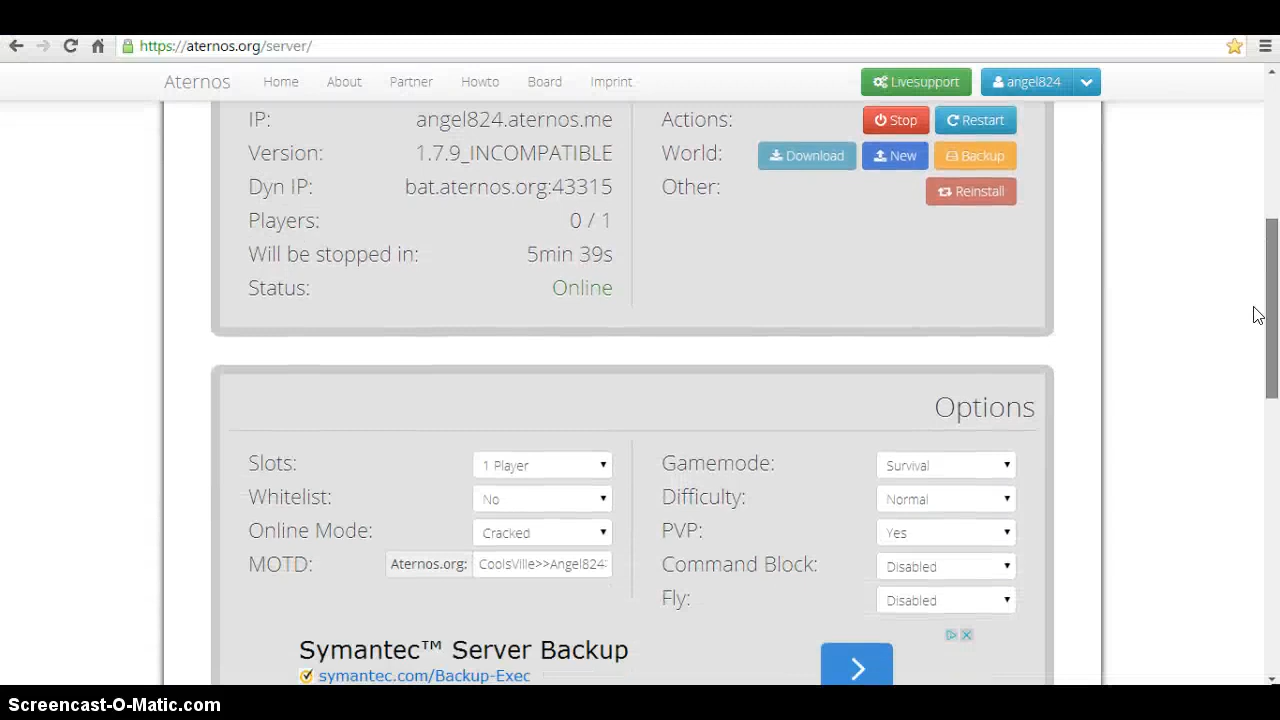 https://aternos.org/server/
Aternos Home About Partner Howto Board Imprint Livesupport angel824
IP: angel824.aternos.me
Version: 1.7.9_INCOMPATIBLE
Dyn IP: bat.aternos.org:43315
Players: 0 / 1
Will be stopped in: 5min 39s
Status: Online
Actions: Stop Restart
World: Download New Backup
Other: Reinstall
Options
Slots: 1 Player
Whitelist: No
Online Mode: Cracked
MOTD: Aternos.org: CoolsVille>>Angel824
Gamemode: Survival
Difficulty: Normal
PVP: Yes
Command Block: Disabled
Fly: Disabled
Symantec™ Server Backup
symantec.com/Backup-Exec
Screencast-O-Matic.com